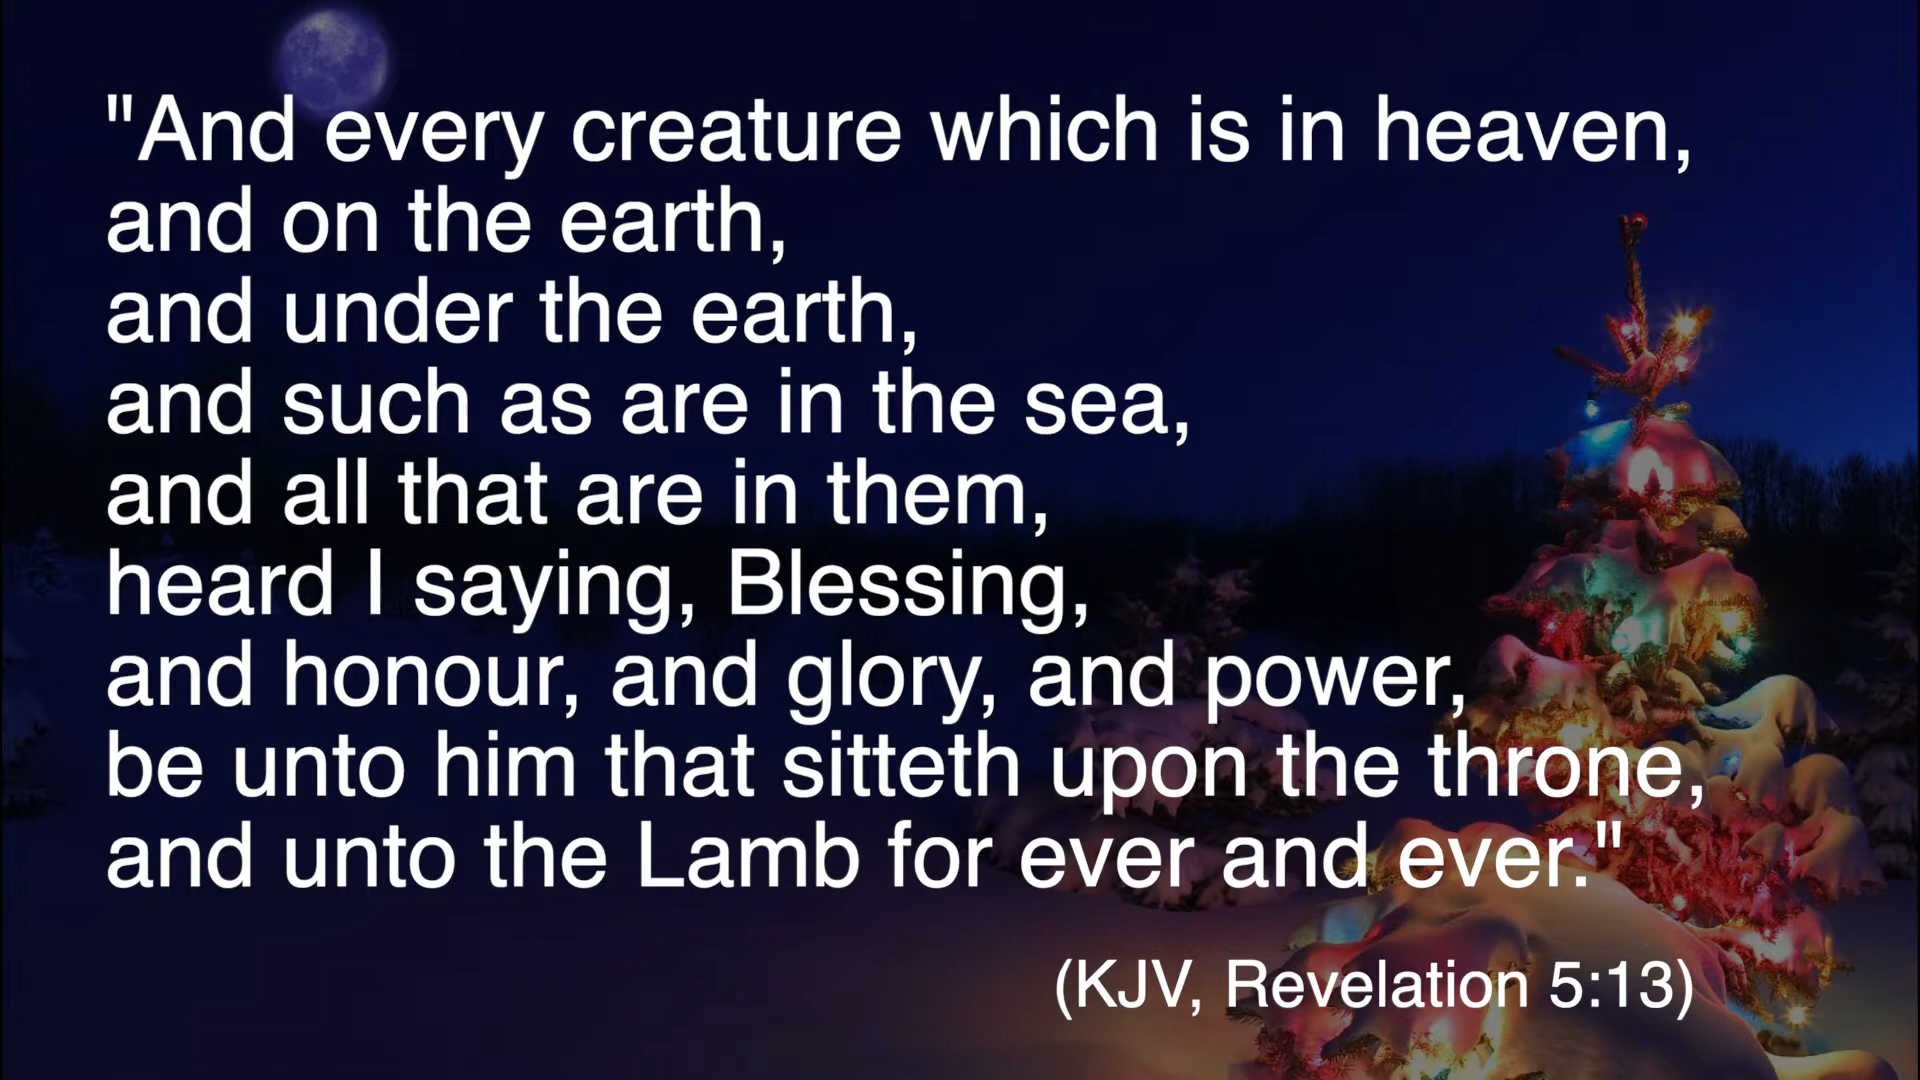 "And every creature which is in heaven,
and on the earth,
and under the earth,
and such as are in the sea,
and all that are in them,
heard I saying, Blessing,
and honour, and glory, and power,
be unto him that sitteth upon the throne,
and unto the Lamb for ever and ever."
(KJV, Revelation 5:13)